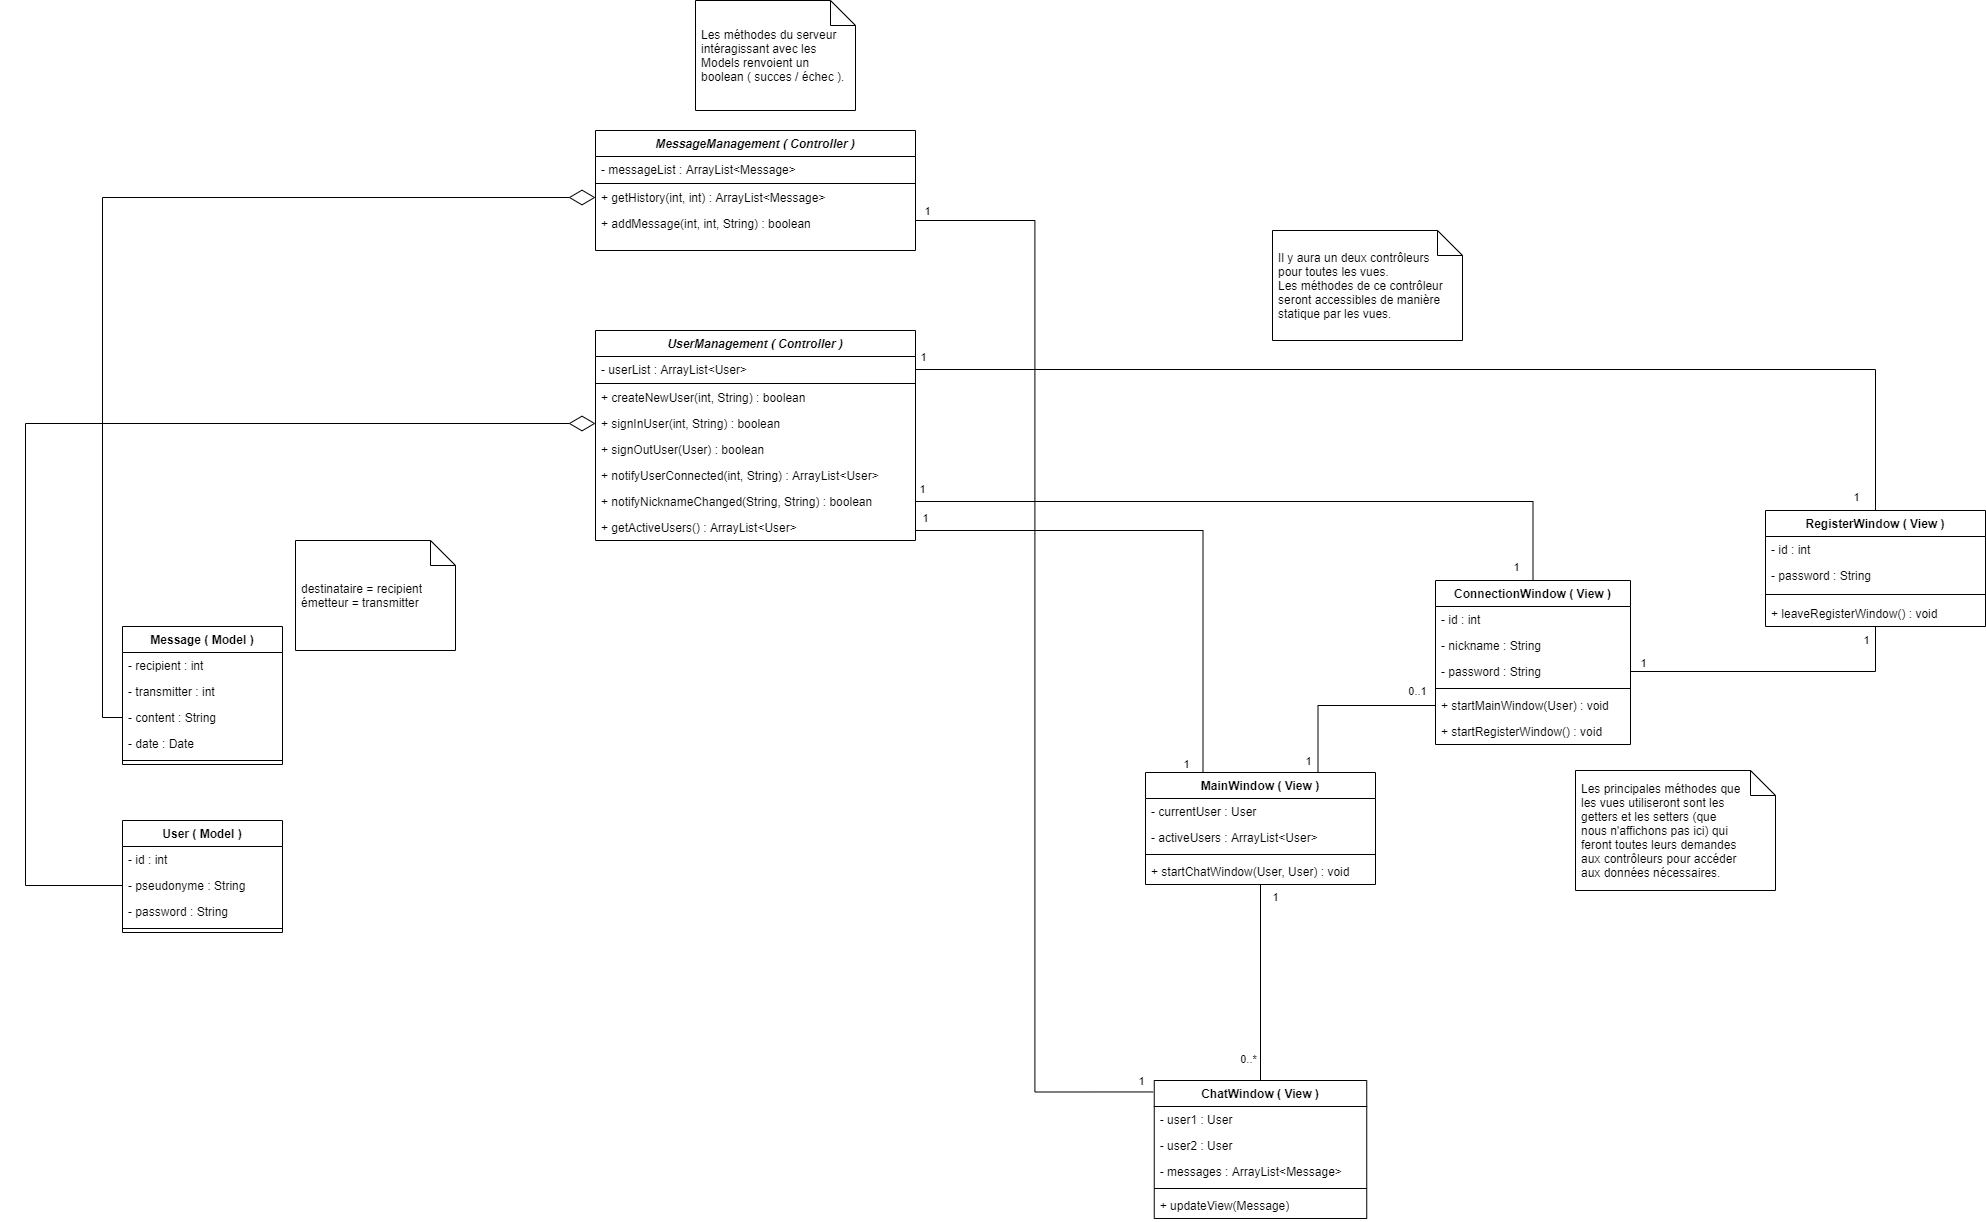 Les méthodes du serveur
intéragissant avec les
Models renvoient un
boolean ( succes / échec ).
MessageManagement ( Controller )
- messageList : ArrayList<Message>
+ getHistory(int, int) : ArrayList<Message>
+ addMessage(int, int, String) : boolean
1
Il y aura un deux contrôleurs
pour toutes les vues.
Les méthodes de ce contrôleur
seront accessibles de manière
statique par les vues.
UserManagement ( Controller )
- userList : ArrayList<User>
+ createNewUser(int, String) : boolean
+ signInUser(int, String) : boolean
+ signOutUser(User) : boolean
+ notifyUserConnected(int, String) : ArrayList<User>
+ notifyNicknameChanged(String, String) : boolean
+ getActiveUsers() : ArrayList<User>
1
1
1
1
RegisterWindow ( View )
- id : int
- password : String
+ leaveRegisterWindow() : void
1
destinataire = recipient
émetteur = transmitter
1
ConnectionWindow ( View )
- id : int
- nickname : String
- password : String
+ startMainWindow(User) : void
+ startRegisterWindow() : void
1
0..1
Message ( Model )
- recipient : int
- transmitter : int
- content : String
- date : Date
1
1
MainWindow ( View )
- currentUser : User
- activeUsers : ArrayList<User>
+ startChatWindow(User, User) : void
1
Les principales méthodes que
les vues utiliseront sont les
getters et les setters (que
nous n'affichons pas ici) qui
feront toutes leurs demandes
aux contrôleurs pour accéder
aux données nécessaires.
User ( Model )
- id : int
- pseudonyme : String
- password : String
0..*
1
ChatWindow ( View )
- user1 : User
- user2 : User
- messages : ArrayList<Message>
+ updateView(Message)